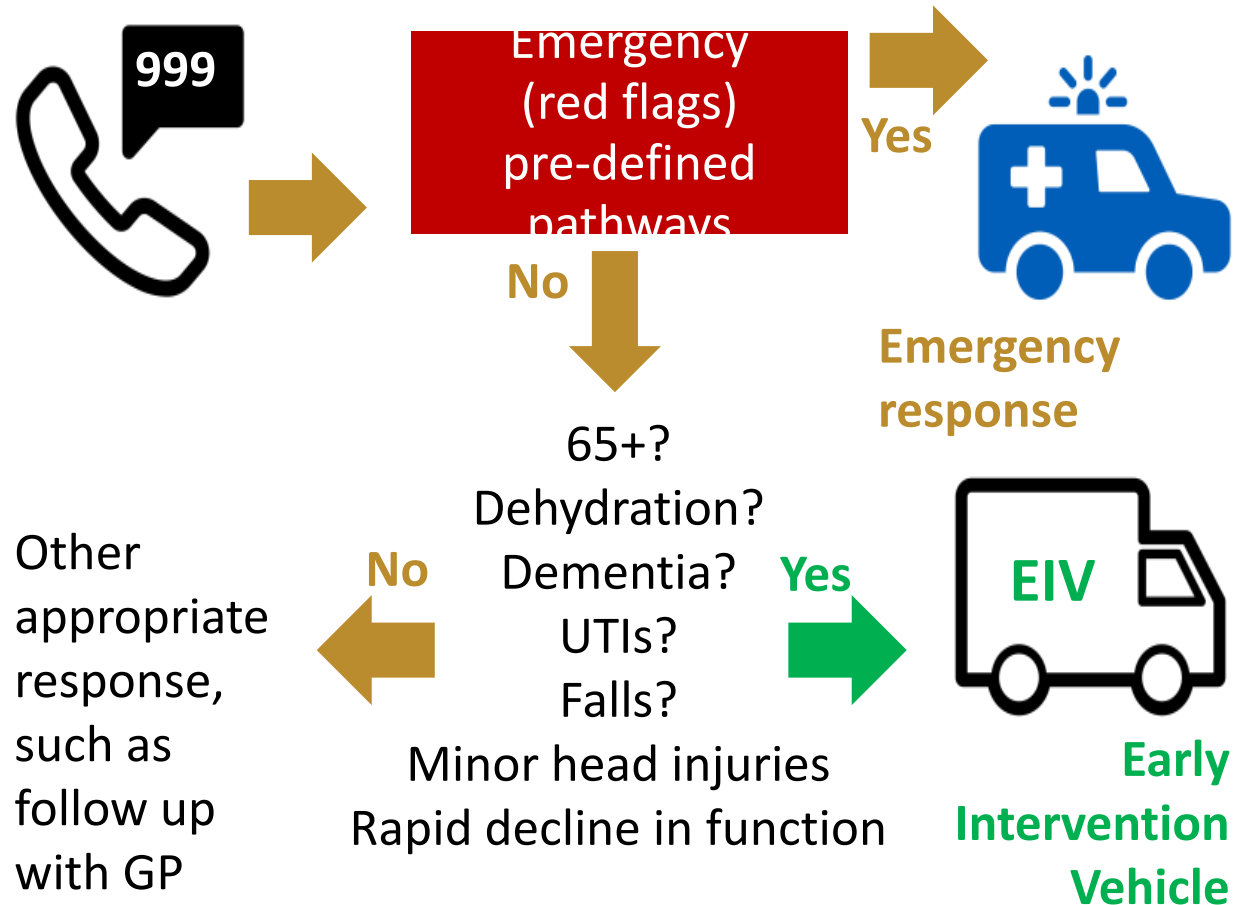 999
Emergency
(red flags)
pre-defined
pathways
Yes
Emergency
response
No
65+?
Dehydration?
Dementia?
UTIs?
Falls?
Minor head injuries
Rapid decline in function
No
Other
appropriate
response,
such as
follow up
with GP
Yes
EIV
Early
Intervention
Vehicle